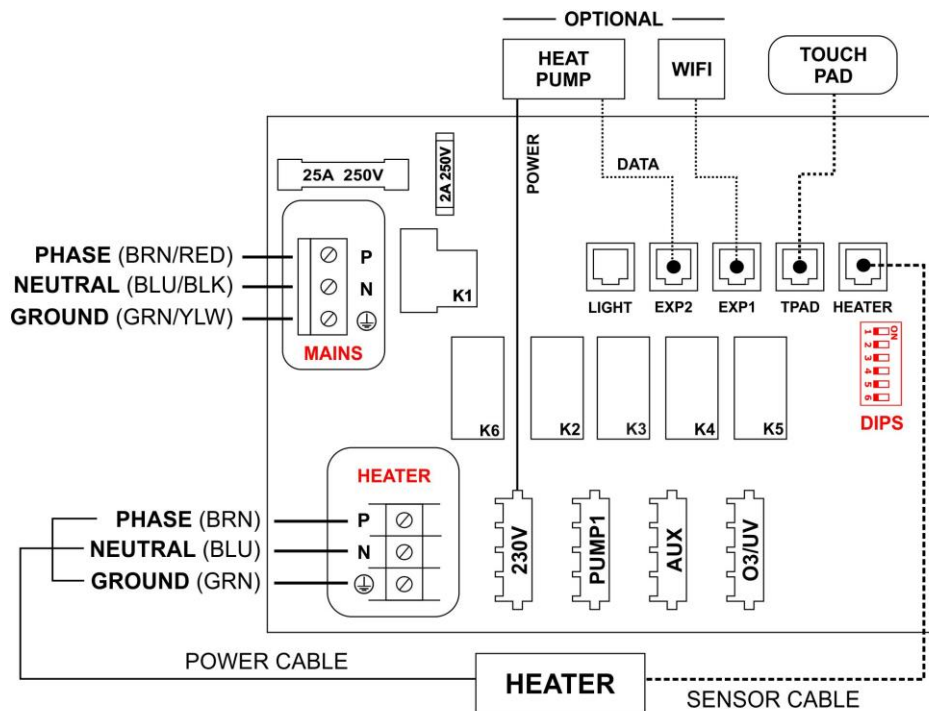 OPTIONAL
HEAT
PUMP
WIFI
TOUCH
PAD
POWER
DATA
25A 250V
2A 250V
PHASE (BRN/RED)
NEUTRAL (BLU/BLK)
GROUND (GRN/YLW)
P
N
MAINS
K1
LIGHT
EXP2
EXP1
TPAD
HEATER
ON
1
2
3
4
5
6
DIPS
K6
K2
K3
K4
K5
HEATER
PHASE (BRN)
NEUTRAL (BLU)
GROUND (GRN)
P
N
230V
PUMP1
AUX
O3/UV
POWER CABLE
HEATER
SENSOR CABLE